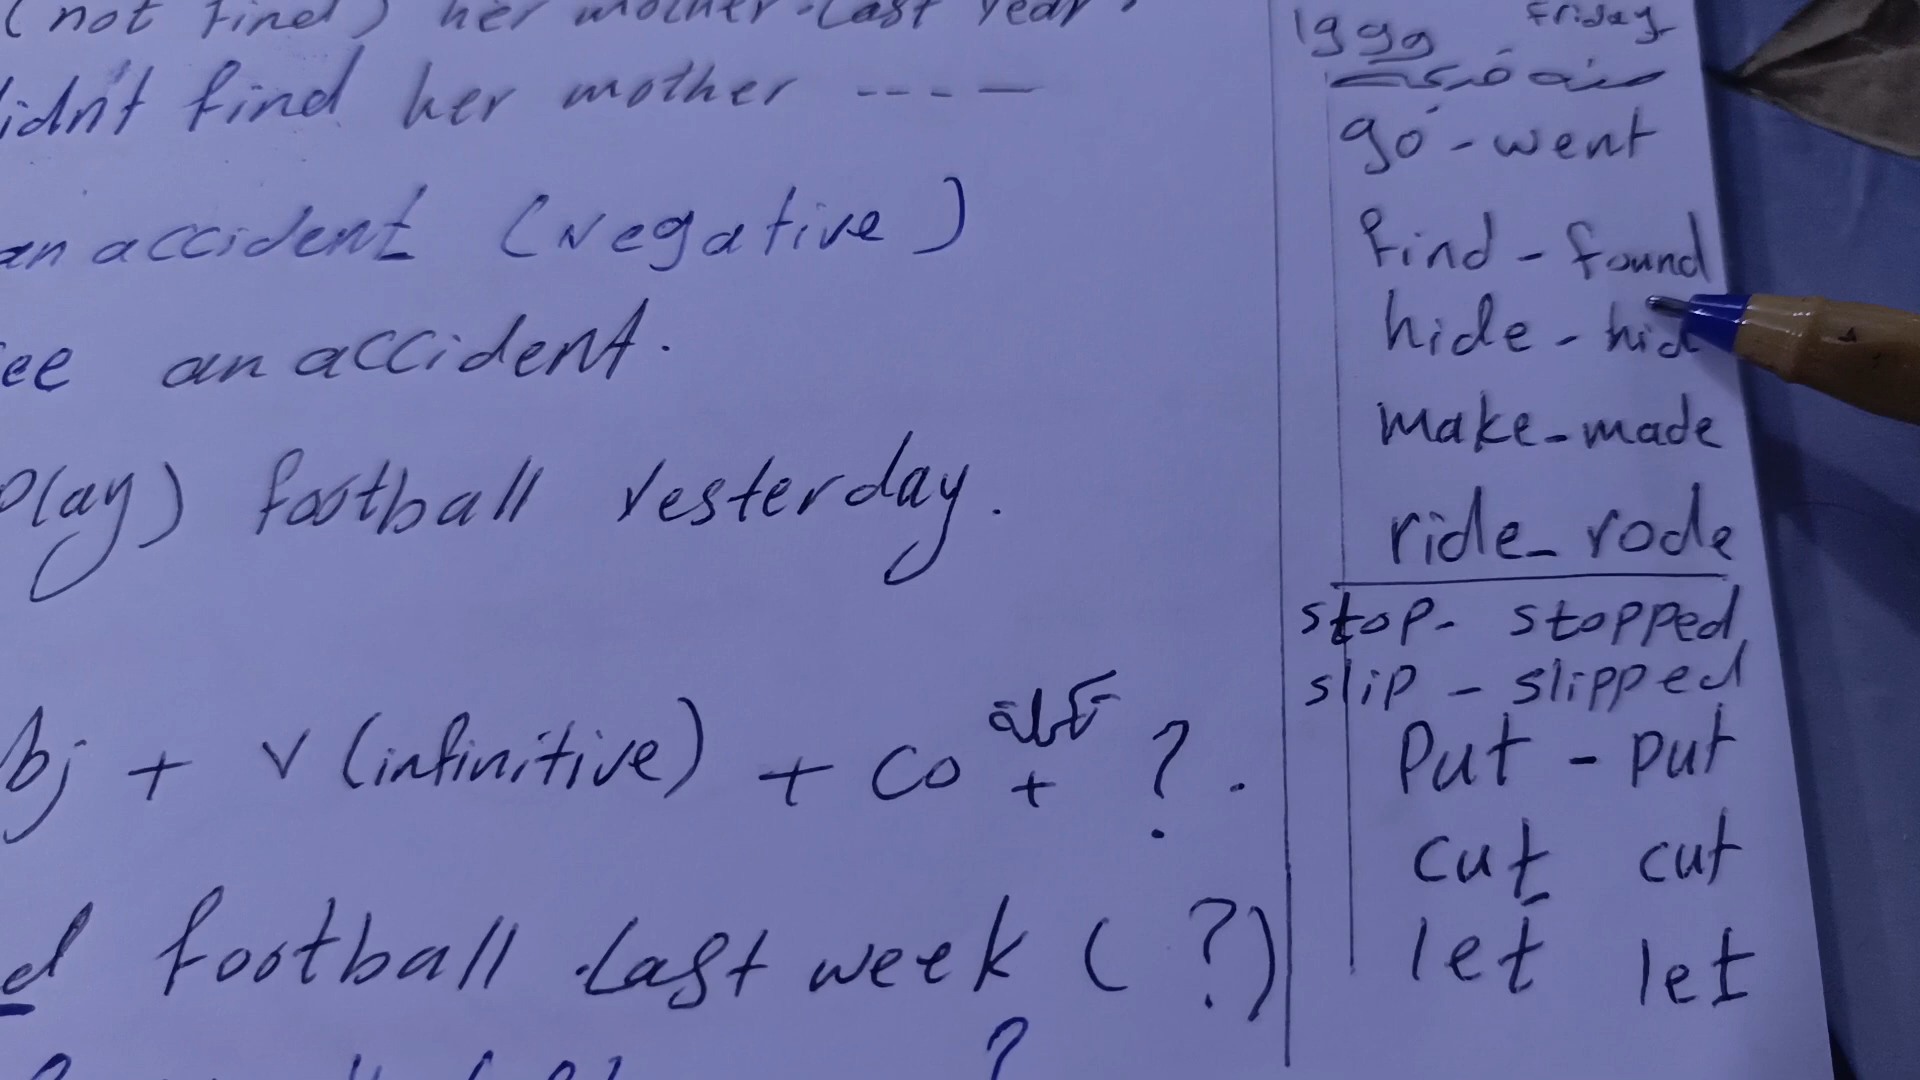 (not find) her mother last year.
didn't find her mother ----
an accident (Negative)
ee an accident.
play) football yesterday.
bj + v (infinitive) + Co تكملة + ?.
d football last week (?)
?
1999 Friday
go - went
find - found
hide - hid
make - made
ride - rode
stop - stopped
slip - slipped
put - put
cut cut
let let